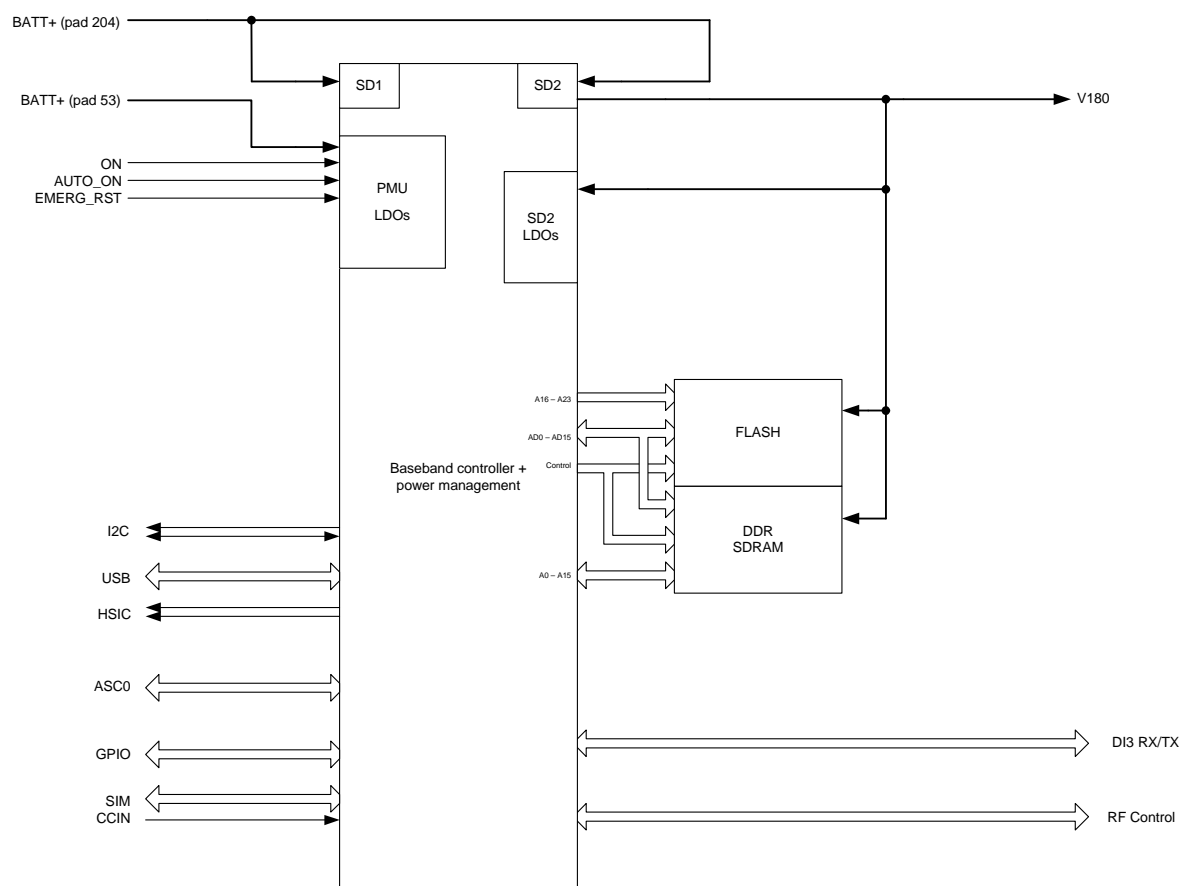 BATT+ (pad 204)
SD1
SD2
BATT+ (pad 53)
V180
ON
AUTO_ON
EMERG_RST
PMU
LDOs
SD2
LDOs
A16 – A23
AD0 – AD15
FLASH
Control
Baseband controller +
power management
DDR
SDRAM
I2C
A0 – A15
USB
HSIC
ASC0
DI3 RX/TX
GPIO
SIM
CCIN
RF Control